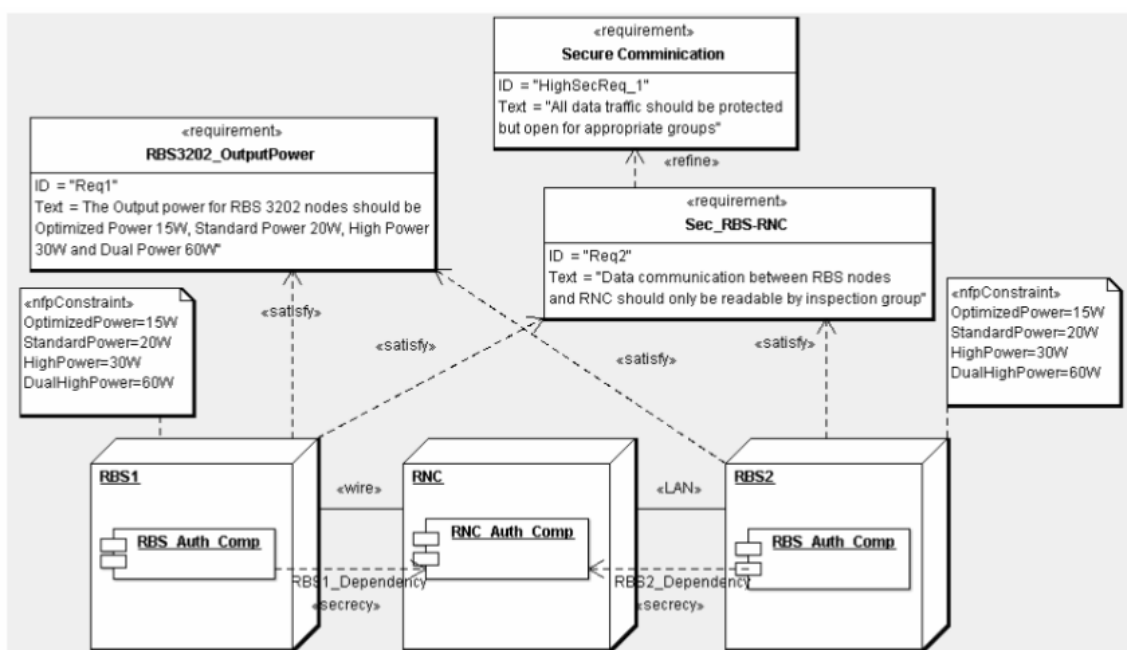 «requirement»
Secure Comminication
ID = "HighSecReq_1"
Text = "All data traffic should be protected
but open for appropriate groups"
«requirement»
RBS3202_OutputPower
ID = "Req1"
Text = The Output power for RBS 3202 nodes should be
Optimized Power 15W, Standard Power 20W, High Power
30W and Dual Power 60W"
«refine»
«requirement»
Sec_RBS-RNC
ID = "Req2"
Text = "Data communication between RBS nodes
and RNC should only be readable by inspection group"
«nfpConstraint»
OptimizedPower=15W
StandardPower=20W
HighPower=30W
DualHighPower=60W
«satisfy»
«satisfy»
«satisfy»
«satisfy»
«nfpConstraint»
OptimizedPower=15W
StandardPower=20W
HighPower=30W
DualHighPower=60W
RBS1
RBS_Auth_Comp
«wire»
RNC
RNC_Auth_Comp
«LAN»
RBS2
RBS_Auth_Comp
RBS1_Dependency
«secrecy»
RBS2_Dependency
«secrecy»